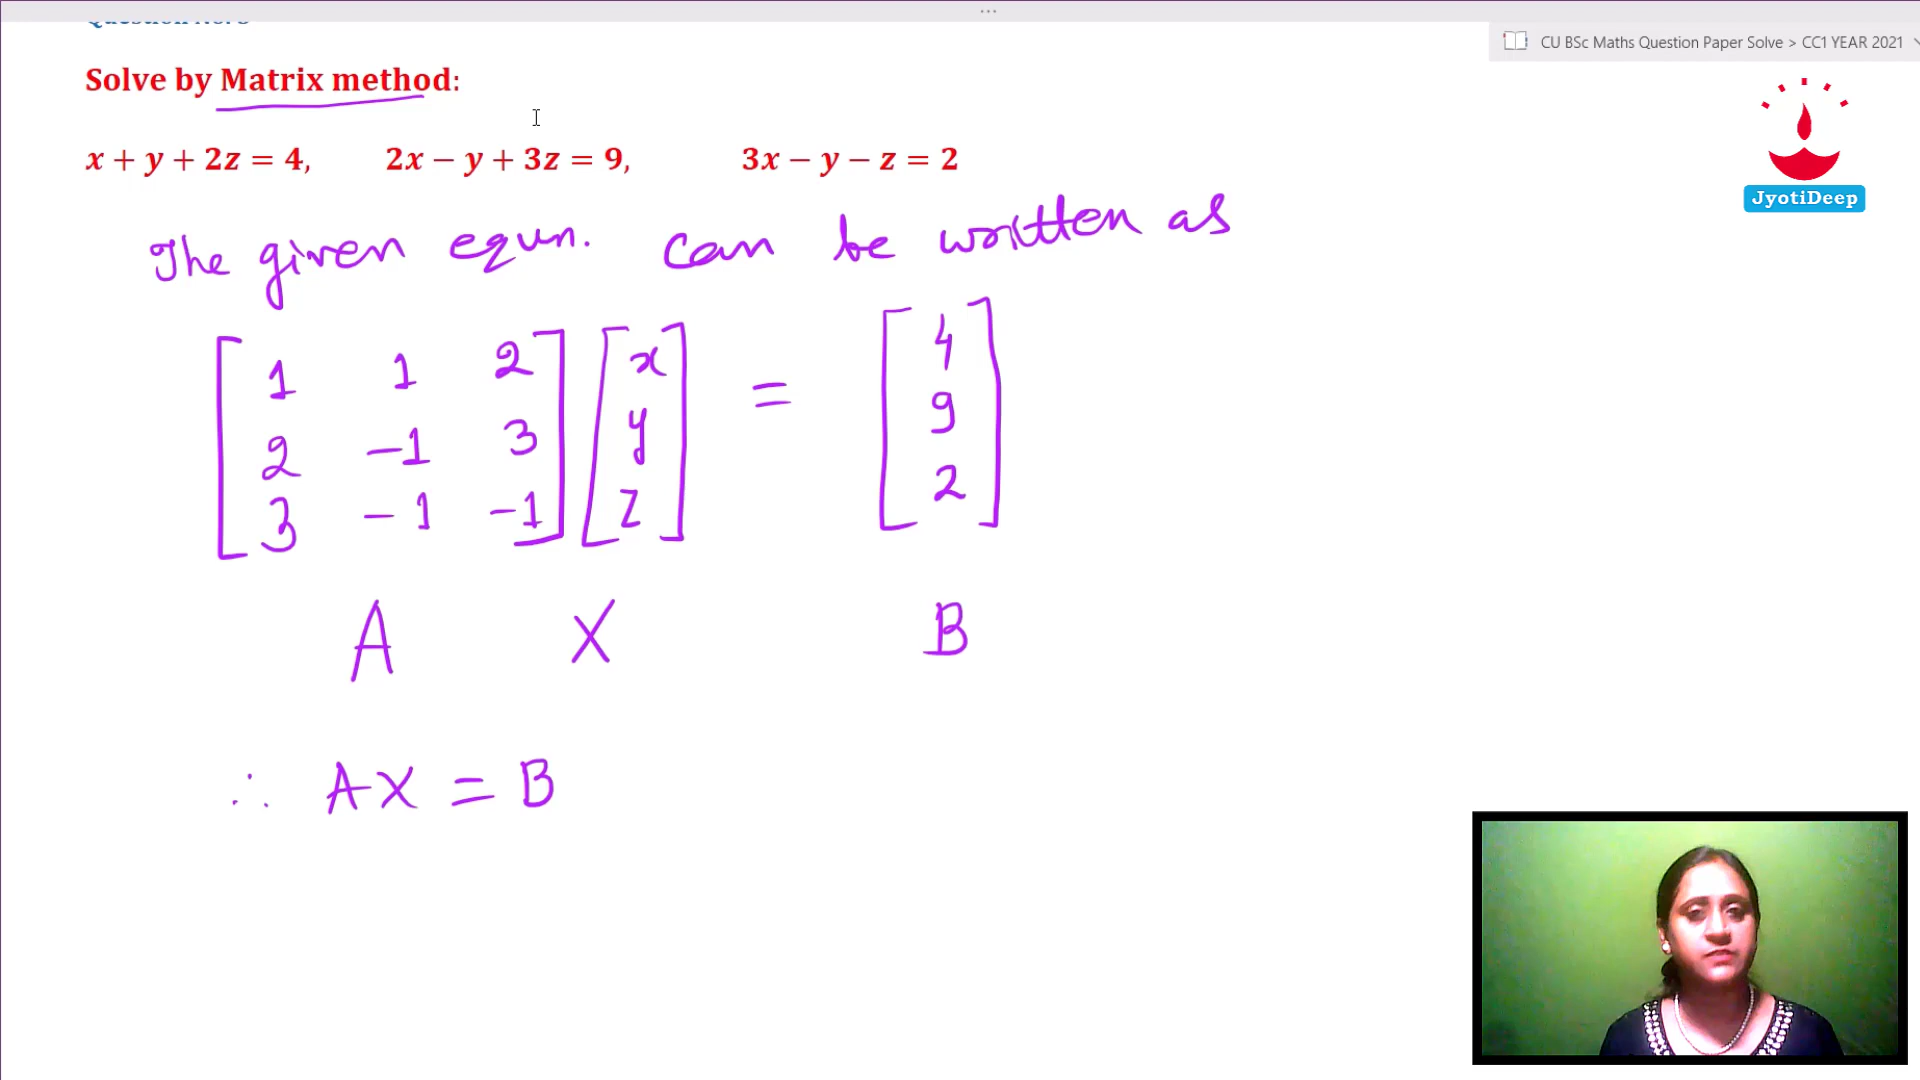 CU BSc Maths Question Paper Solve > CC1 YEAR 2021
Solve by Matrix method:
x + y + 2z = 4, 2x − y + 3z = 9, 3x − y − z = 2
JyotiDeep
The given equn. can be written as
[1 1 2] [x] = [4]
[2 -1 3] [y] [9]
[3 -1 -1] [z] [2]
A X B
∴ AX = B